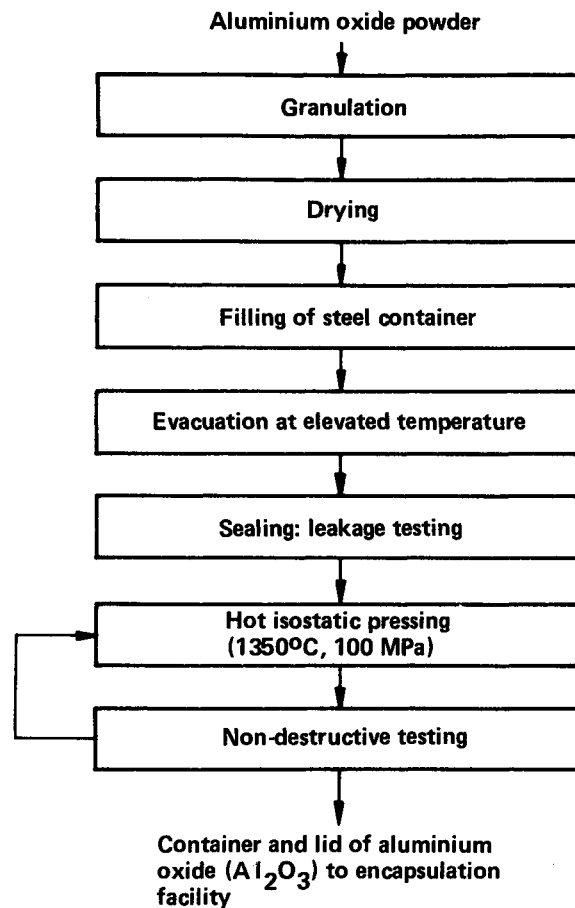 Aluminium oxide powder
Granulation
Drying
Filling of steel container
Evacuation at elevated temperature
Sealing: leakage testing
Hot isostatic pressing
(1350ºC, 100 MPa)
Non-destructive testing
Container and lid of aluminium
oxide (Al₂O₃) to encapsulation
facility